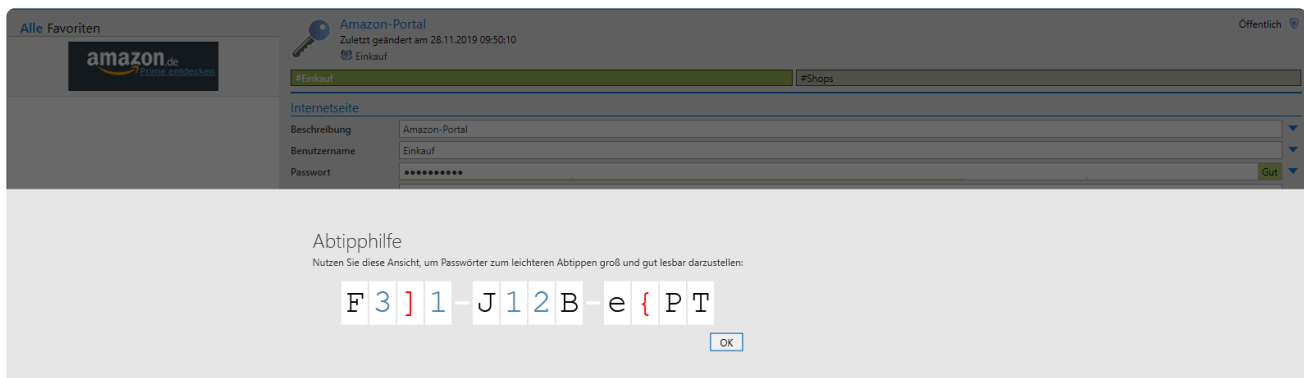 Alle Favoriten
amazon.de
Prime entdecken
Amazon-Portal
Zuletzt geändert am 28.11.2019 09:50:10
Einkauf
Öffentlich
#Einkauf #Shops
Internetseite
Beschreibung Amazon-Portal
Benutzername Einkauf
Passwort •••••••••• Gut
Abtipphilfe
Nutzen Sie diese Ansicht, um Passwörter zum leichteren Abtippen groß und gut lesbar darzustellen:
F3]1-J12B-e{PT
OK